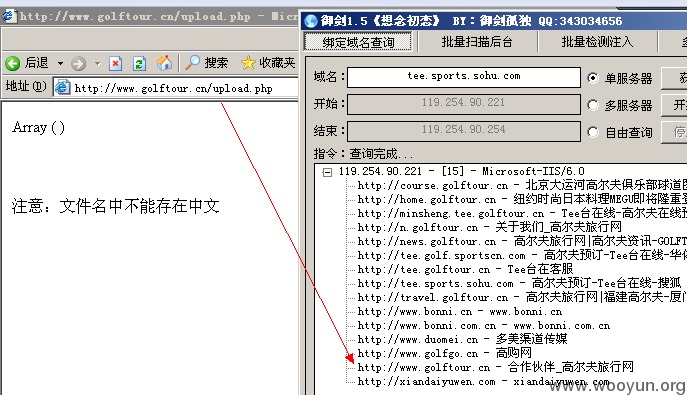 http://www.golftour.cn/upload.php - Micr
后退
搜索
收藏夹
地址(D)
http://www.golftour.cn/upload.php
Array ( )
注意：文件名中不能存在中文
御剑1.5《想念初态》 BY：御剑孤独 QQ:343034656
绑定域名查询
批量扫描后台
批量检测注入
域名：
tee.sports.sohu.com
单服务器
开始：
119.254.90.221
多服务器
结束：
119.254.90.254
自由查询
指令：查询完成...
119.254.90.221 - [15] - Microsoft-IIS/6.0
http://course.golftour.cn - 北京大运河高尔夫俱乐部球道图
http://home.golftour.cn - 纽约时尚日本料理MEGU即将隆重登
http://minsheng.tee.golftour.cn - Tee台在线-高尔夫在线预
http://n.golftour.cn - 关于我们_高尔夫旅行网
http://news.golftour.cn - 高尔夫旅行网|高尔夫资讯-GOLFT
http://tee.golf.sportscn.com - 高尔夫预订-Tee台在线-华体
http://tee.golftour.cn - Tee台在客服
http://tee.sports.sohu.com - 高尔夫预订-Tee台在线-搜狐
http://travel.golftour.cn - 高尔夫旅行网|福建高尔夫-厦门
http://www.bonni.cn - www.bonni.cn
http://www.bonni.com.cn - www.bonni.com.cn
http://www.duomei.cn - 多美渠道传媒
http://www.golfgo.cn - 高购网
http://www.golftour.cn - 合作伙伴_高尔夫旅行网
http://xiandaiyuwen.com - xiandaiyuwen.com
www.wooyun.org